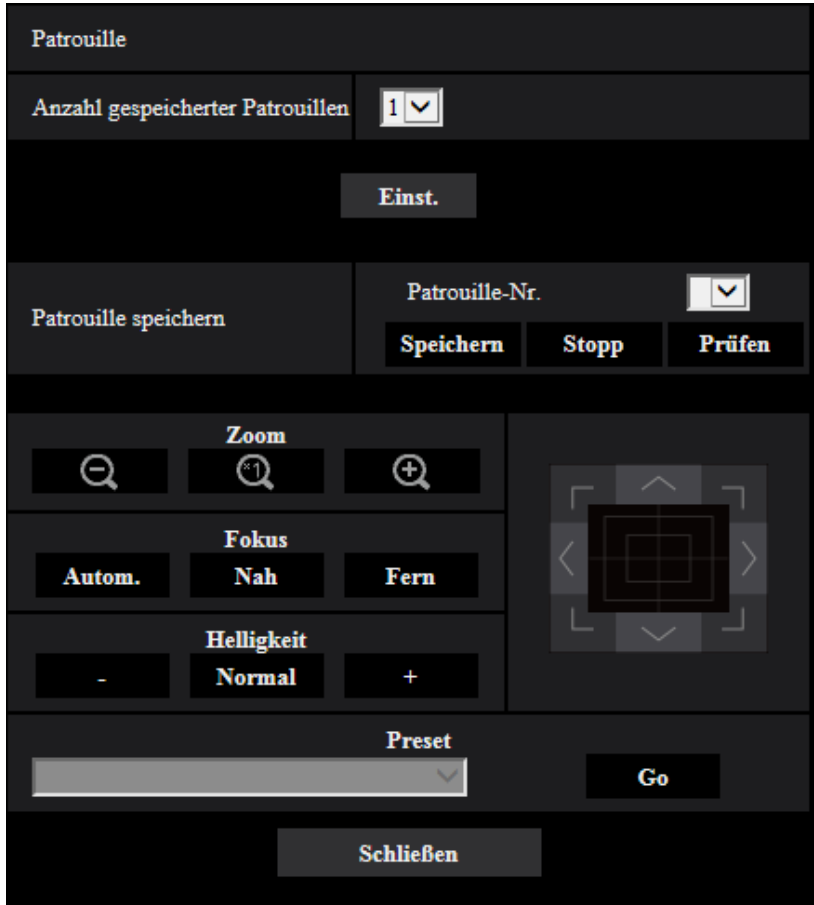 Patrouille
Anzahl gespeicherter Patrouillen 1
Einst.
Patrouille speichern
Patrouille-Nr.
Speichern Stopp Prüfen
Zoom
×1
Fokus
Autom. Nah Fern
Helligkeit
- Normal +
Preset
Go
Schließen